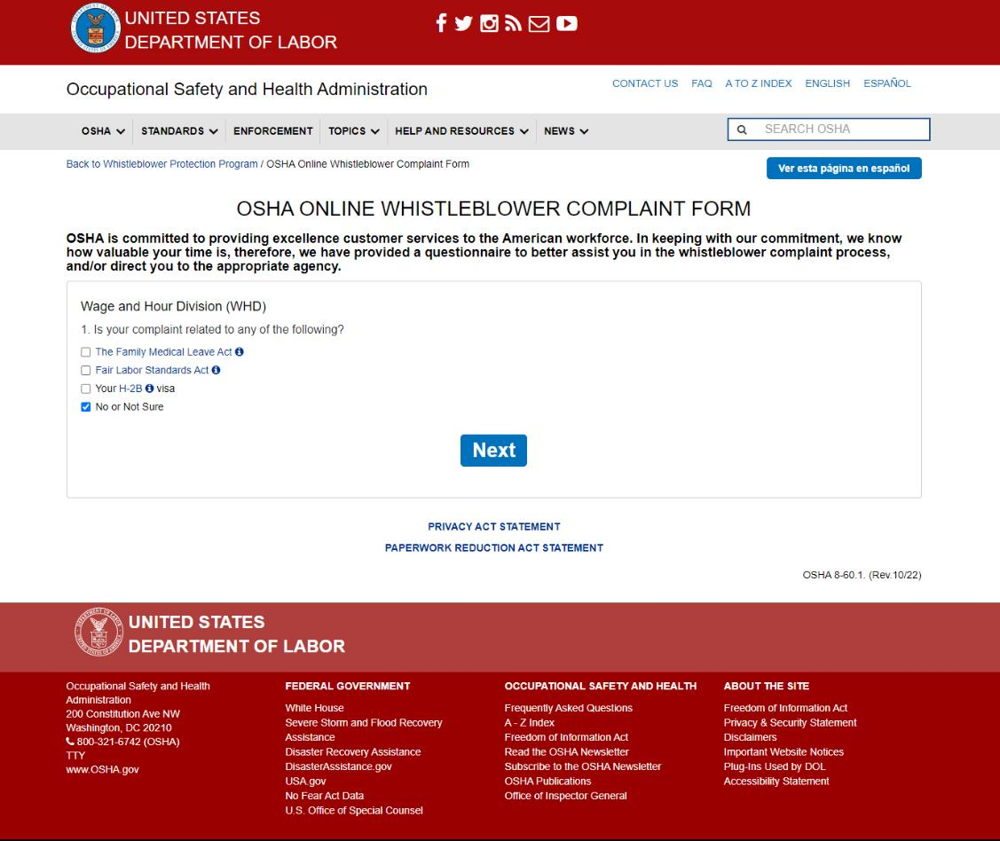 UNITED STATES
DEPARTMENT OF LABOR
Occupational Safety and Health Administration
CONTACT US FAQ A TO Z INDEX ENGLISH ESPAÑOL
OSHA STANDARDS ENFORCEMENT TOPICS HELP AND RESOURCES NEWS SEARCH OSHA
Back to Whistleblower Protection Program / OSHA Online Whistleblower Complaint Form
Ver esta página en español
OSHA ONLINE WHISTLEBLOWER COMPLAINT FORM
OSHA is committed to providing excellence customer services to the American workforce. In keeping with our commitment, we know
how valuable your time is, therefore, we have provided a questionnaire to better assist you in the whistleblower complaint process,
and/or direct you to the appropriate agency.
Wage and Hour Division (WHD)
1. Is your complaint related to any of the following?
The Family Medical Leave Act
Fair Labor Standards Act
Your H-2B visa
No or Not Sure
Next
PRIVACY ACT STATEMENT
PAPERWORK REDUCTION ACT STATEMENT
OSHA 8-60.1. (Rev.10/22)
UNITED STATES
DEPARTMENT OF LABOR
Occupational Safety and Health
Administration
200 Constitution Ave NW
Washington, DC 20210
800-321-6742 (OSHA)
TTY
www.OSHA.gov
FEDERAL GOVERNMENT
White House
Severe Storm and Flood Recovery
Assistance
Disaster Recovery Assistance
DisasterAssistance.gov
USA.gov
No Fear Act Data
U.S. Office of Special Counsel
OCCUPATIONAL SAFETY AND HEALTH
Frequently Asked Questions
A - Z Index
Freedom of Information Act
Read the OSHA Newsletter
Subscribe to the OSHA Newsletter
OSHA Publications
Office of Inspector General
ABOUT THE SITE
Freedom of Information Act
Privacy & Security Statement
Disclaimers
Important Website Notices
Plug-Ins Used by DOL
Accessibility Statement